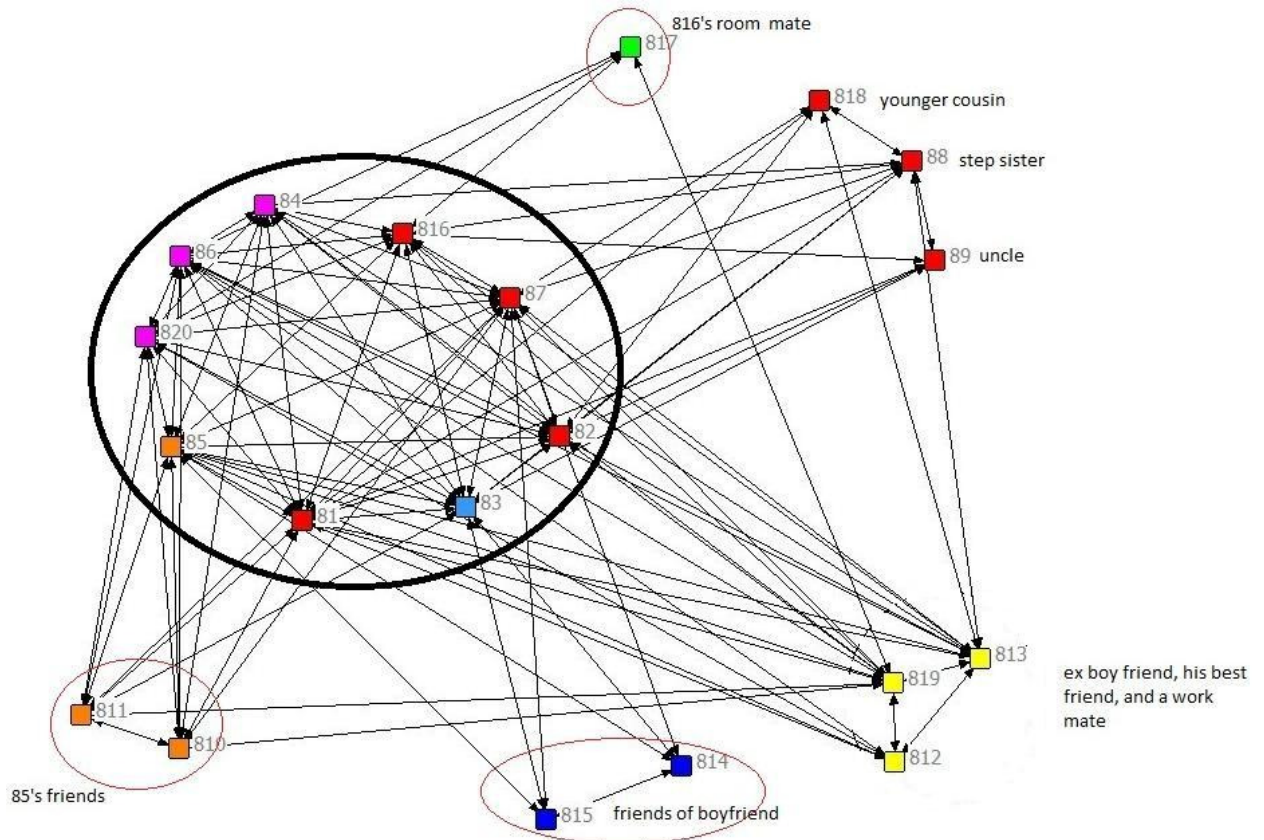 816's room mate
817
818 younger cousin
88 step sister
84
816
86
89 uncle
87
820
82
85
83
81
813
819
ex boy friend, his best
friend, and a work
mate
811
810
812
814
85's friends
815 friends of boyfriend